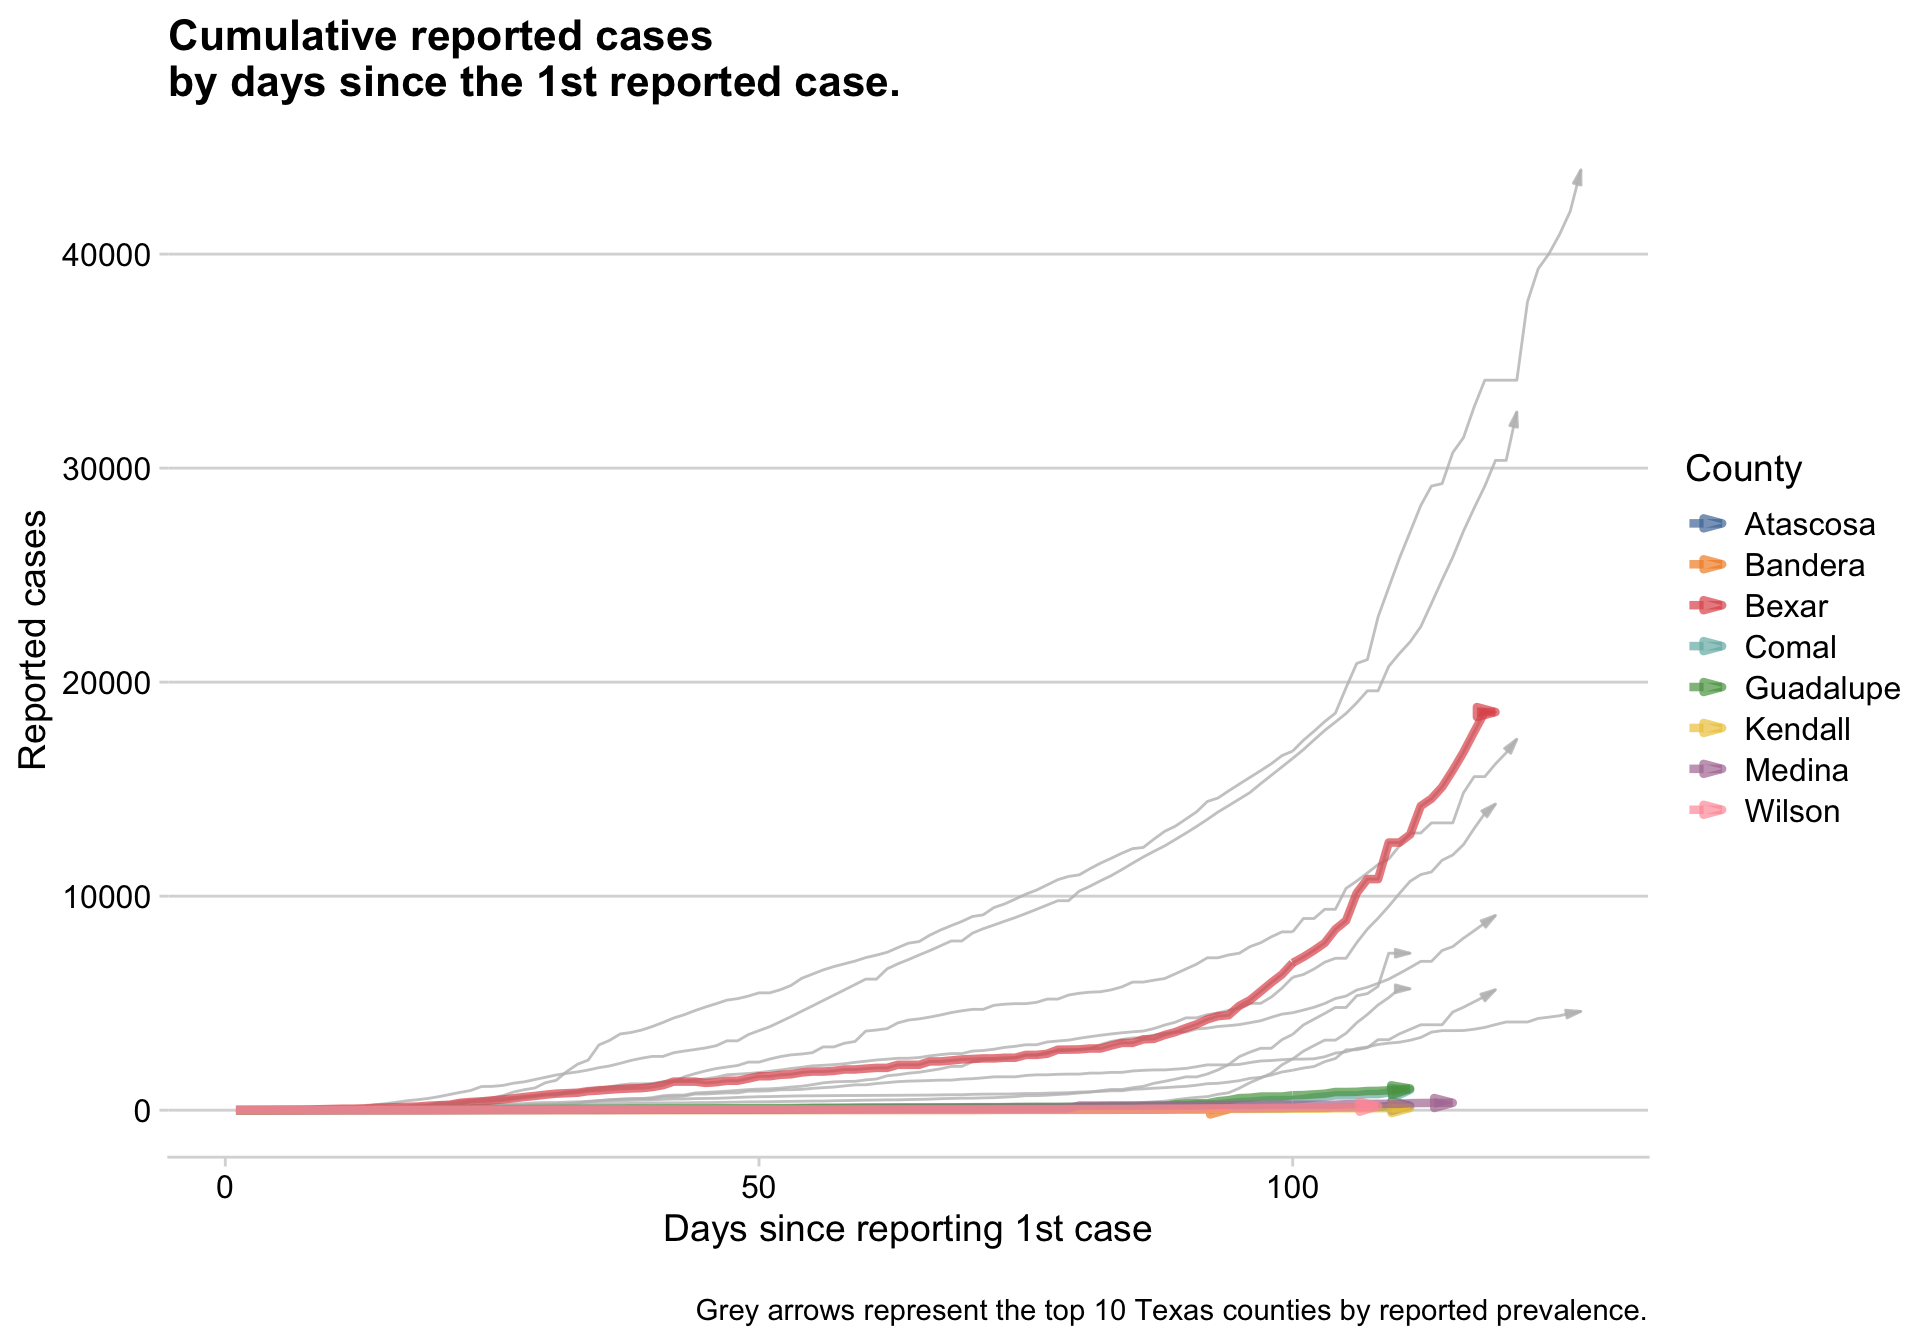 Cumulative reported cases
by days since the 1st reported case.
40000
30000
20000
10000
0
Reported cases
0
50
100
Days since reporting 1st case
County
Atascosa
Bandera
Bexar
Comal
Guadalupe
Kendall
Medina
Wilson
Grey arrows represent the top 10 Texas counties by reported prevalence.